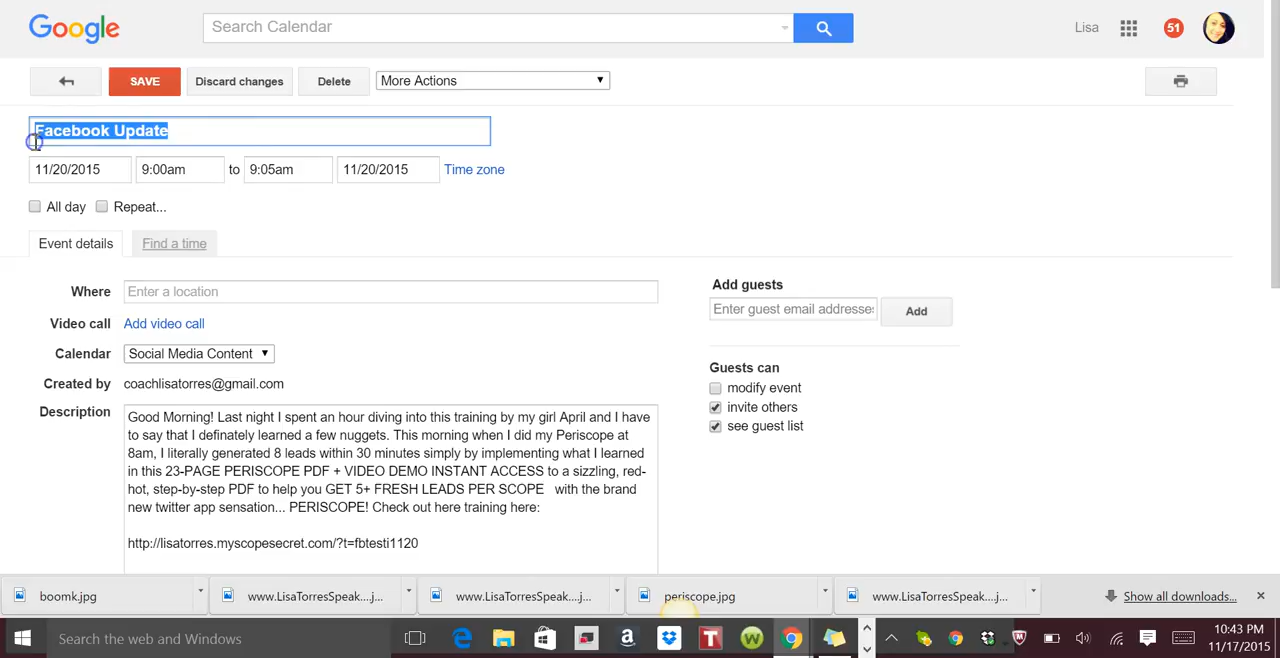 Google
Search Calendar
Lisa
51
SAVE
Discard changes
Delete
More Actions
Facebook Update
11/20/2015 9:00am to 9:05am 11/20/2015 Time zone
All day Repeat...
Event details Find a time
Where Enter a location
Video call Add video call
Calendar Social Media Content
Created by coachlisatorres@gmail.com
Description
Good Morning! Last night I spent an hour diving into this training by my girl April and I have
to say that I definately learned a few nuggets. This morning when I did my Periscope at
8am, I literally generated 8 leads within 30 minutes simply by implementing what I learned
in this 23-PAGE PERISCOPE PDF + VIDEO DEMO INSTANT ACCESS to a sizzling, red-
hot, step-by-step PDF to help you GET 5+ FRESH LEADS PER SCOPE with the brand
new twitter app sensation... PERISCOPE! Check out here training here:
http://lisatorres.myscopesecret.com/?t=fbtesti1120
Add guests
Enter guest email addresses Add
Guests can
modify event
invite others
see guest list
boomk.jpg
www.LisaTorresSpeak....j...
www.LisaTorresSpeak....j...
periscope.jpg
www.LisaTorresSpeak....j...
Show all downloads...
Search the web and Windows
10:43 PM
11/17/2015